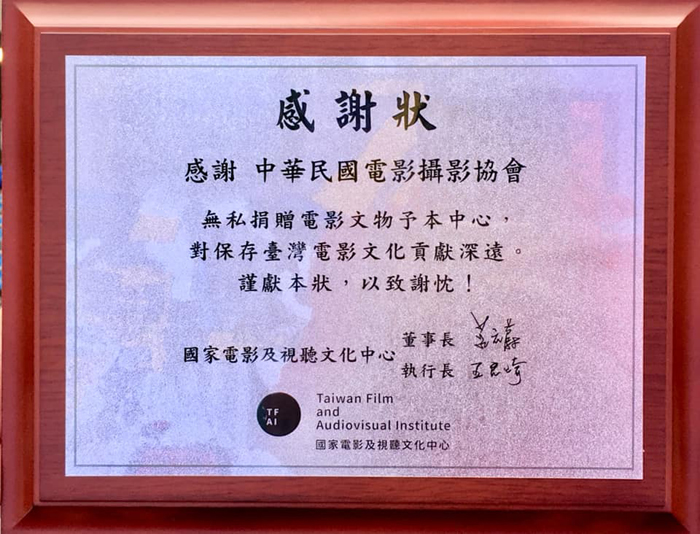 感謝狀
感謝 中華民國電影攝影協會
無私捐贈電影文物予本中心，
對保存臺灣電影文化貢獻深遠。
謹獻本狀，以致謝忱！
國家電影及視聽文化中心
董事長
執行長 王君琦
TF
AI
Taiwan Film
and
Audiovisual Institute
國家電影及視聽文化中心